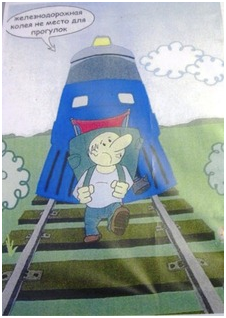 железнодорожная
колея не место для
прогулок